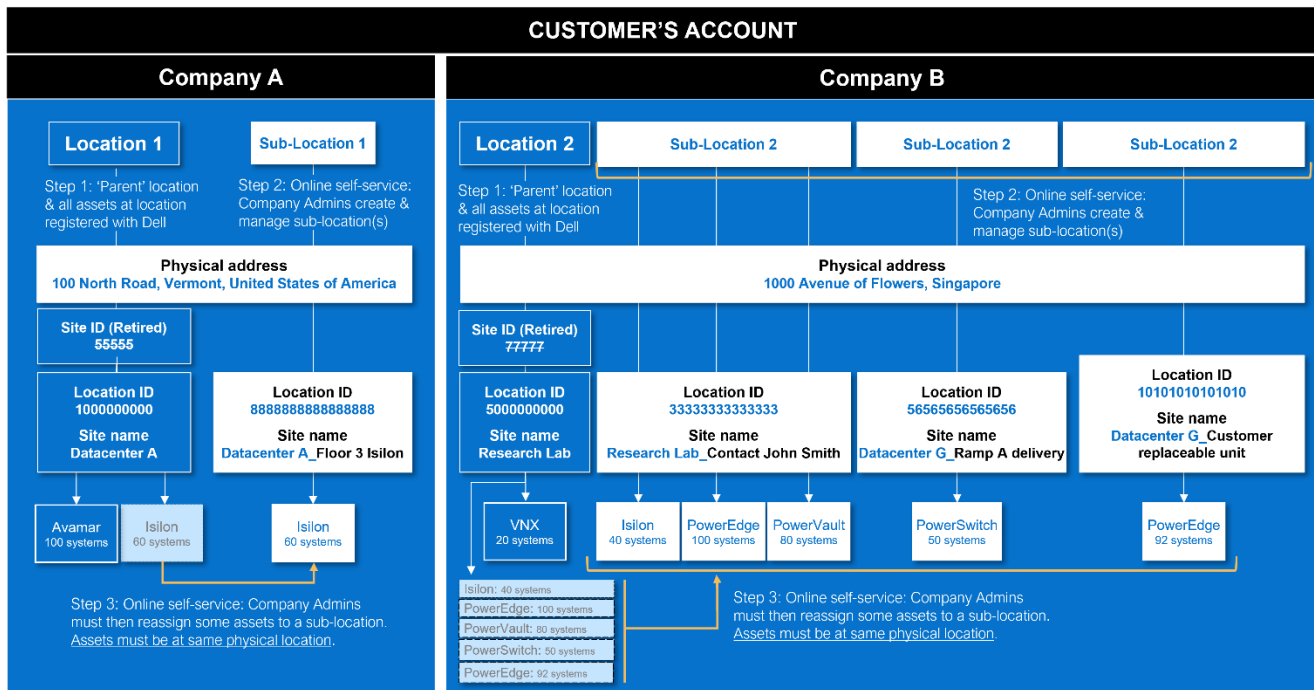 CUSTOMER'S ACCOUNT
Company A
Location 1
Sub-Location 1
Step 1: 'Parent' location
& all assets at location
registered with Dell
Step 2: Online self-service:
Company Admins create &
manage sub-location(s)
Physical address
100 North Road, Vermont, United States of America
Site ID (Retired)
55555
Location ID
1000000000
Site name
Datacenter A
Location ID
8888888888888888
Site name
Datacenter A_Floor 3 Isilon
Avamar
100 systems
Isilon
60 systems
Isilon
60 systems
Step 3: Online self-service: Company Admins
must then reassign some assets to a sub-location.
Assets must be at same physical location.
Company B
Location 2
Sub-Location 2
Sub-Location 2
Sub-Location 2
Step 1: 'Parent' location
& all assets at location
registered with Dell
Step 2: Online self-service:
Company Admins create &
manage sub-location(s)
Physical address
1000 Avenue of Flowers, Singapore
Site ID (Retired)
77777
Location ID
5000000000
Site name
Research Lab
Location ID
33333333333333
Site name
Research Lab_Contact John Smith
Location ID
56565656565656
Site name
Datacenter G_Ramp A delivery
Location ID
10101010101010
Site name
Datacenter G_Customer
replaceable unit
VNX
20 systems
Isilon
40 systems
PowerEdge
100 systems
PowerVault
80 systems
PowerSwitch
50 systems
PowerEdge
92 systems
Isilon: 40 systems
PowerEdge: 100 systems
PowerVault: 80 systems
PowerSwitch: 50 systems
PowerEdge: 92 systems
Step 3: Online self-service: Company Admins
must then reassign some assets to a sub-location.
Assets must be at same physical location.